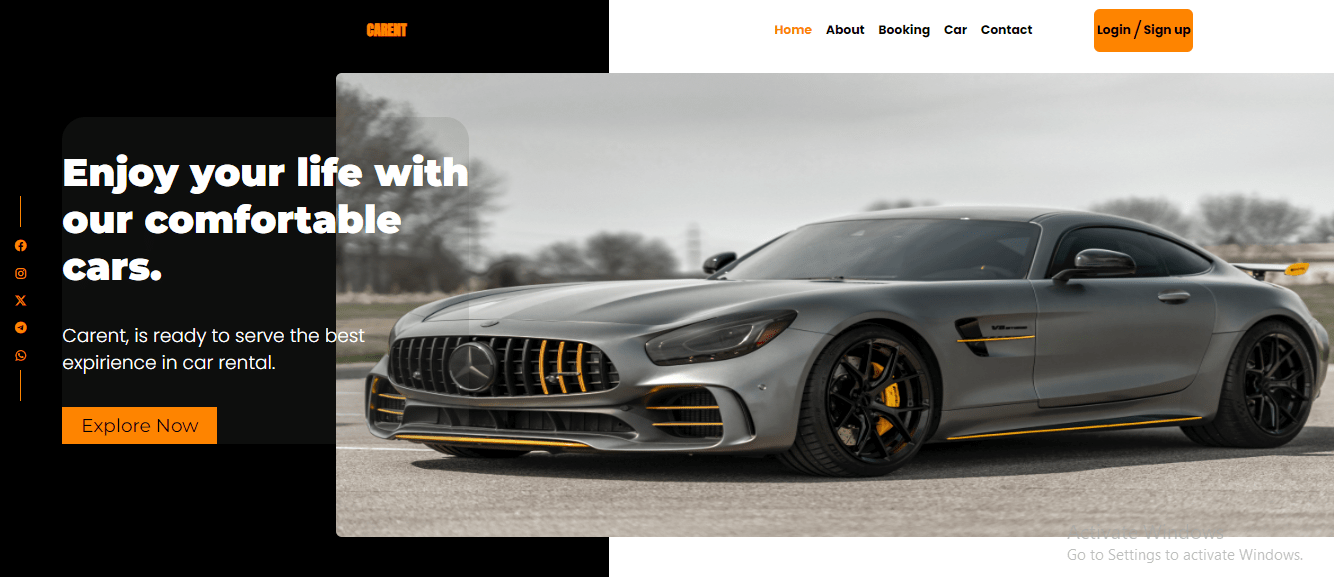 CARENT
Home About Booking Car Contact
Login / Sign up
Enjoy your life with
our comfortable
cars.
Carent, is ready to serve the best
expirience in car rental.
Explore Now
Activate Windows
Go to Settings to activate Windows.